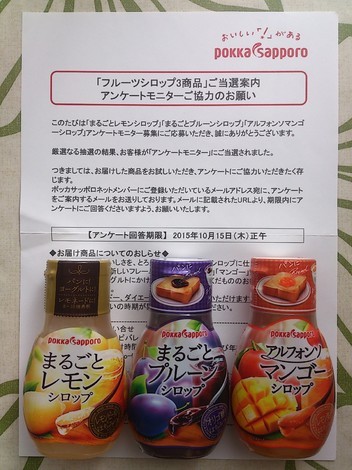 おいしい「!」がある
pokka sapporo
「フルーツシロップ3商品」ご当選案内
アンケートモニターご協力のお願い
このたびは「まるごとレモンシロップ」「まるごとプルーンシロップ」「アルフォンソマンゴ
ーシロップ」アンケートモニター募集にご応募いただき、誠にありがとうございます。
厳選なる抽選の結果、お客様が「アンケートモニター」にご当選されました。
つきましては、お届けした商品をお試しいただき、アンケートにご協力いただきたく存
じます。
ポッカサッポロネットメンバーにご登録いただいているメールアドレス宛に、アンケート
をご案内するメールをお送りしております。メールに記載されたURLより、期限内にア
ンケートにご回答くださいますよう、お願いいたします。
【アンケート回答期限】 2015年10月15日(木)正午
◆お届け商品についてのおしらせ◆
パンに!
ヨーグルトに!
pokka sapporo
まるごと
レモン
シロップ
pokka sapporo
まるごと
プルーン
シロップ
pokka sapporo
アルフォンソ
マンゴー
シロップ